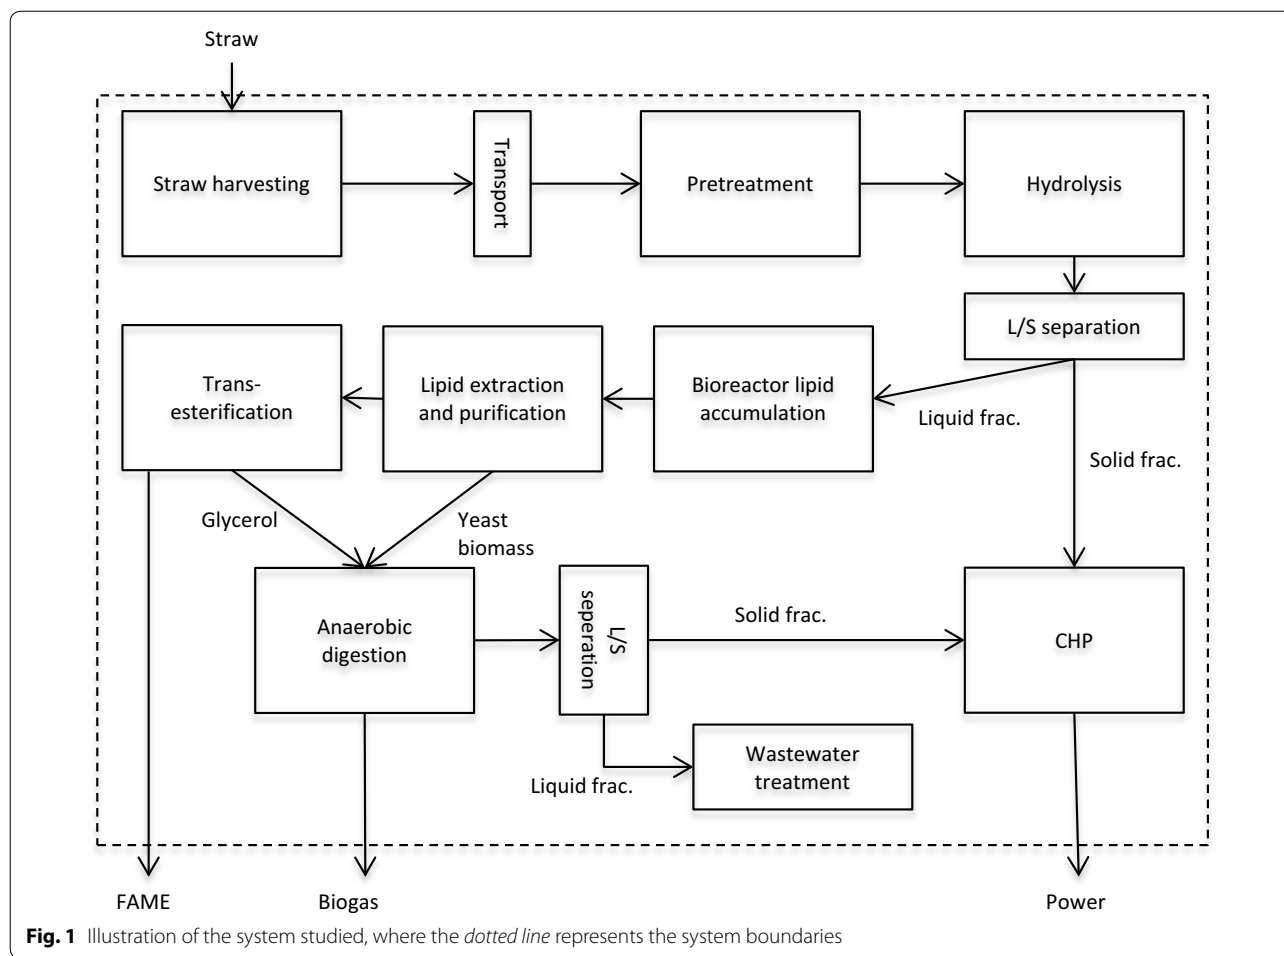 Straw
Straw harvesting
Transport
Pretreatment
Hydrolysis
L/S separation
Trans-
esterification
Lipid extraction
and purification
Bioreactor lipid
accumulation
Liquid frac.
Solid frac.
Glycerol
Yeast
biomass
Anaerobic
digestion
L/S
seperation
Solid frac.
CHP
Liquid frac.
Wastewater
treatment
FAME
Biogas
Power
Fig. 1 Illustration of the system studied, where the dotted line represents the system boundaries